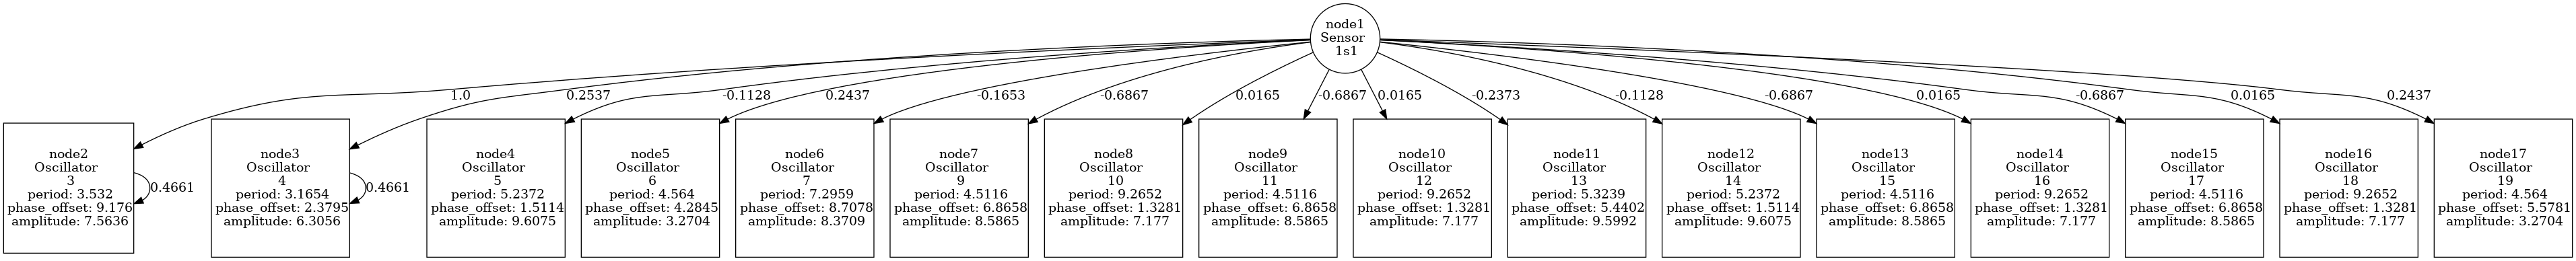 node1
Sensor
1s1
1.0
0.2537
-0.1128
0.2437
-0.1653
-0.6867
0.0165
-0.6867
0.0165
-0.2373
-0.1128
-0.6867
0.0165
-0.6867
0.0165
0.2437
node2
Oscillator
3
period: 3.532
phase_offset: 9.176
amplitude: 7.5636
0.4661
node3
Oscillator
4
period: 3.1654
phase_offset: 2.3795
amplitude: 6.3056
0.4661
node4
Oscillator
5
period: 5.2372
phase_offset: 1.5114
amplitude: 9.6075
node5
Oscillator
6
period: 4.564
phase_offset: 4.2845
amplitude: 3.2704
node6
Oscillator
7
period: 7.2959
phase_offset: 8.7078
amplitude: 8.3709
node7
Oscillator
9
period: 4.5116
phase_offset: 6.8658
amplitude: 8.5865
node8
Oscillator
10
period: 9.2652
phase_offset: 1.3281
amplitude: 7.177
node9
Oscillator
11
period: 4.5116
phase_offset: 6.8658
amplitude: 8.5865
node10
Oscillator
12
period: 9.2652
phase_offset: 1.3281
amplitude: 7.177
node11
Oscillator
13
period: 5.3239
phase_offset: 5.4402
amplitude: 9.5992
node12
Oscillator
14
period: 5.2372
phase_offset: 1.5114
amplitude: 9.6075
node13
Oscillator
15
period: 4.5116
phase_offset: 6.8658
amplitude: 8.5865
node14
Oscillator
16
period: 9.2652
phase_offset: 1.3281
amplitude: 7.177
node15
Oscillator
17
period: 4.5116
phase_offset: 6.8658
amplitude: 8.5865
node16
Oscillator
18
period: 9.2652
phase_offset: 1.3281
amplitude: 7.177
node17
Oscillator
19
period: 4.564
phase_offset: 5.5781
amplitude: 3.2704